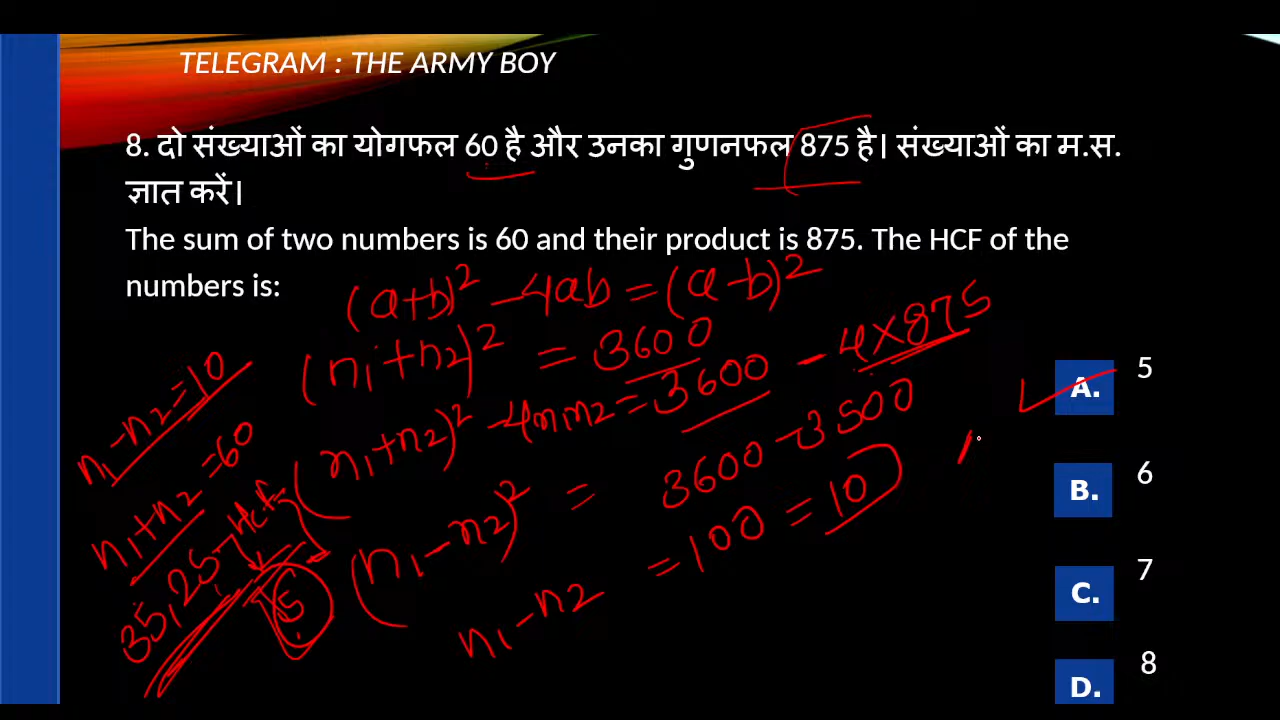 TELEGRAM : THE ARMY BOY
8. दो संख्याओं का योगफल 60 है और उनका गुणनफल 875 है। संख्याओं का म.स.
ज्ञात करें।
The sum of two numbers is 60 and their product is 875. The HCF of the
numbers is:
(a+b)² -4ab = (a-b)²
(n1+n2)² = 3600
(n1+n2)² -4n1n2 = 3600 - 4×875
3600 - 3500
(n1-n2)² =
= 100 = 10
n1-n2
n1-n2=10
n1+n2=60
35,25→HCF
5
A. 5
B. 6
C. 7
D. 8